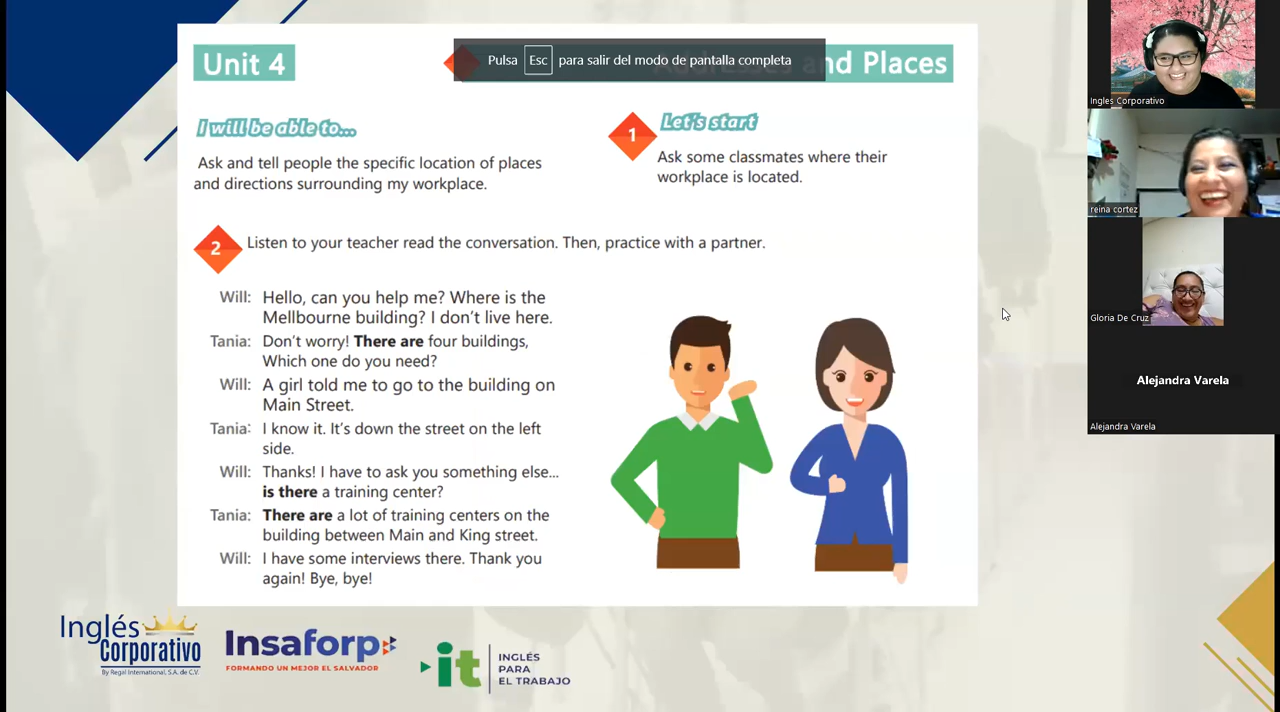 Unit 4
Pulsa Esc para salir del modo de pantalla completa
nd Places
I will be able to...
Ask and tell people the specific location of places
and directions surrounding my workplace.
1
Let's start
Ask some classmates where their
workplace is located.
2
Listen to your teacher read the conversation. Then, practice with a partner.
Will: Hello, can you help me? Where is the
Mellbourne building? I don't live here.
Tania: Don't worry! There are four buildings,
Which one do you need?
Will: A girl told me to go to the building on
Main Street.
Tania: I know it. It's down the street on the left
side.
Will: Thanks! I have to ask you something else...
is there a training center?
Tania: There are a lot of training centers on the
building between Main and King street.
Will: I have some interviews there. Thank you
again! Bye, bye!
Inglés
Corporativo
By Regal International, S.A. de C.V.
Insaforp
FORMANDO UN MEJOR EL SALVADOR
it
INGLÉS
PARA
EL TRABAJO
Ingles Corporativo
reina cortez
Gloria De Cruz
Alejandra Varela
Alejandra Varela